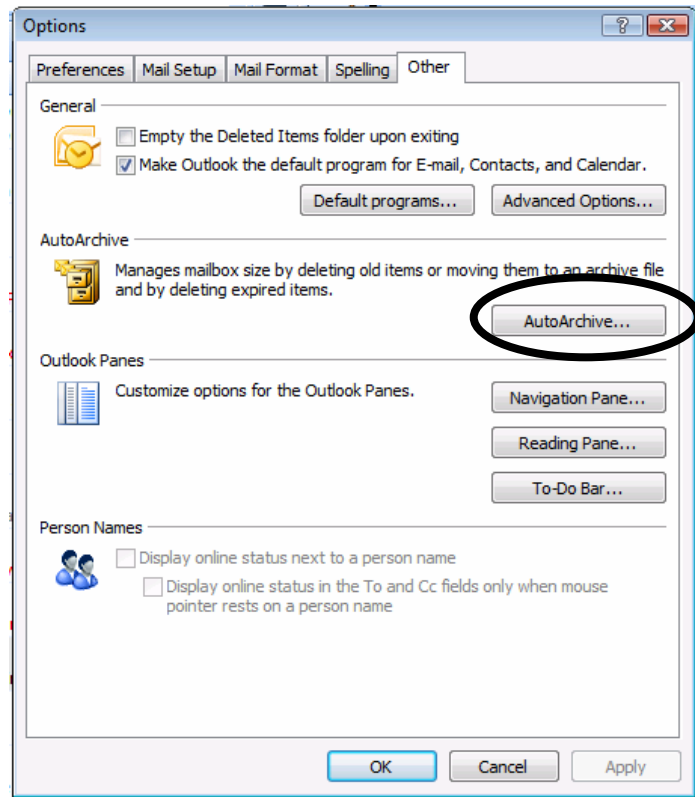 Options
Preferences Mail Setup Mail Format Spelling Other
General
Empty the Deleted Items folder upon exiting
Make Outlook the default program for E-mail, Contacts, and Calendar.
Default programs... Advanced Options...
AutoArchive
Manages mailbox size by deleting old items or moving them to an archive file
and by deleting expired items.
AutoArchive...
Outlook Panes
Customize options for the Outlook Panes.
Navigation Pane...
Reading Pane...
To-Do Bar...
Person Names
Display online status next to a person name
Display online status in the To and Cc fields only when mouse
pointer rests on a person name
OK Cancel Apply